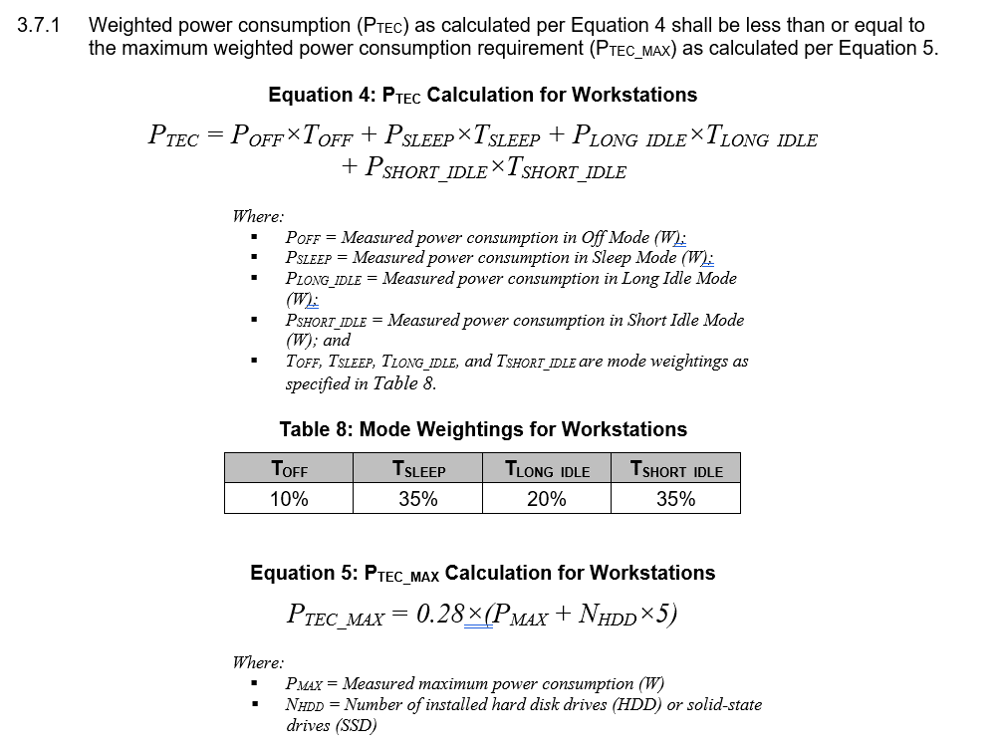 3.7.1 Weighted power consumption (PTEC) as calculated per Equation 4 shall be less than or equal to
the maximum weighted power consumption requirement (PTEC_MAX) as calculated per Equation 5.
Equation 4: PTEC Calculation for Workstations
PTEC = POFF×TOFF + PSLEEP×TSLEEP + PLONG_IDLE×TLONG_IDLE
+ PSHORT_IDLE×TSHORT_IDLE
Where:
▪ POFF = Measured power consumption in Off Mode (W);
▪ PSLEEP = Measured power consumption in Sleep Mode (W);
▪ PLONG_IDLE = Measured power consumption in Long Idle Mode
(W);
▪ PSHORT_IDLE = Measured power consumption in Short Idle Mode
(W); and
▪ TOFF, TSLEEP, TLONG_IDLE, and TSHORT_IDLE are mode weightings as
specified in Table 8.
Table 8: Mode Weightings for Workstations
TOFF TSLEEP TLONG IDLE TSHORT IDLE
10% 35% 20% 35%
Equation 5: PTEC_MAX Calculation for Workstations
PTEC_MAX = 0.28×(PMAX + NHDD×5)
Where:
▪ PMAX = Measured maximum power consumption (W)
▪ NHDD = Number of installed hard disk drives (HDD) or solid-state
drives (SSD)